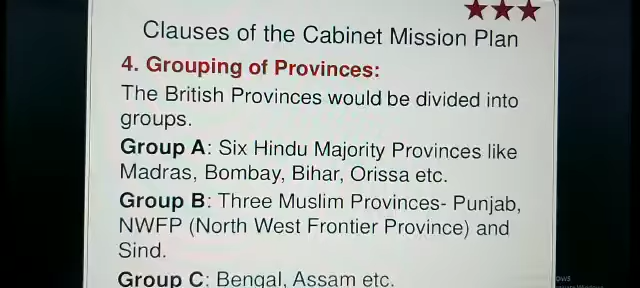 Clauses of the Cabinet Mission Plan
4. Grouping of Provinces:
The British Provinces would be divided into
groups.
Group A: Six Hindu Majority Provinces like
Madras, Bombay, Bihar, Orissa etc.
Group B: Three Muslim Provinces- Punjab,
NWFP (North West Frontier Province) and
Sind.
Group C: Bengal, Assam etc.